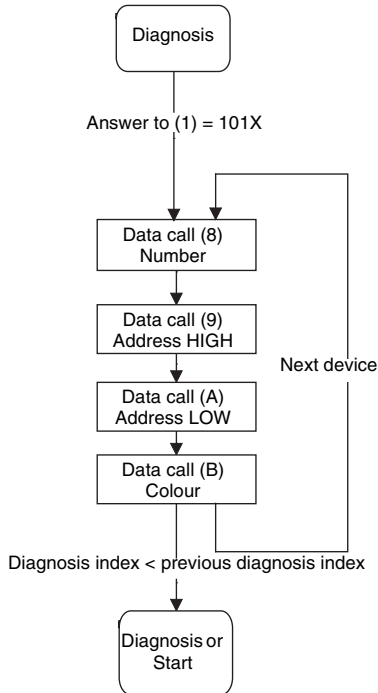 Diagnosis
Answer to (1) = 101X
Data call (8)
Number
Data call (9)
Address HIGH
Next device
Data call (A)
Address LOW
Data call (B)
Colour
Diagnosis index < previous diagnosis index
Diagnosis or
Start